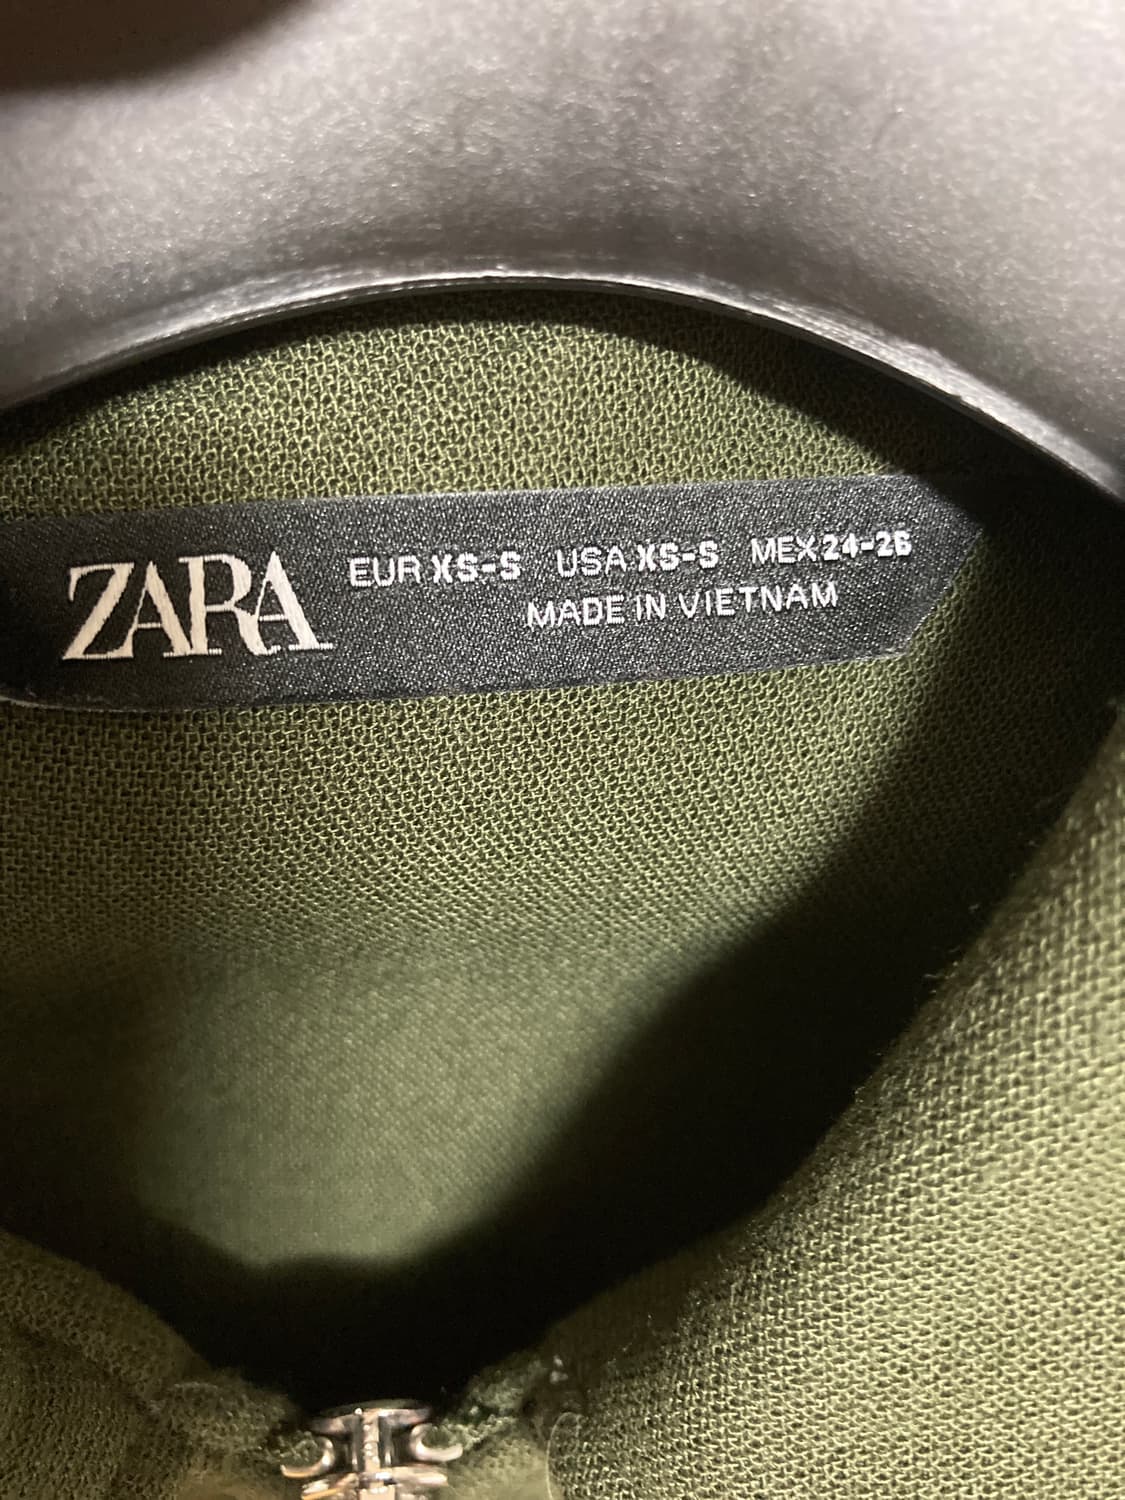 ZARA
EUR XS-S USA XS-S MEX 24-26
MADE IN VIETNAM